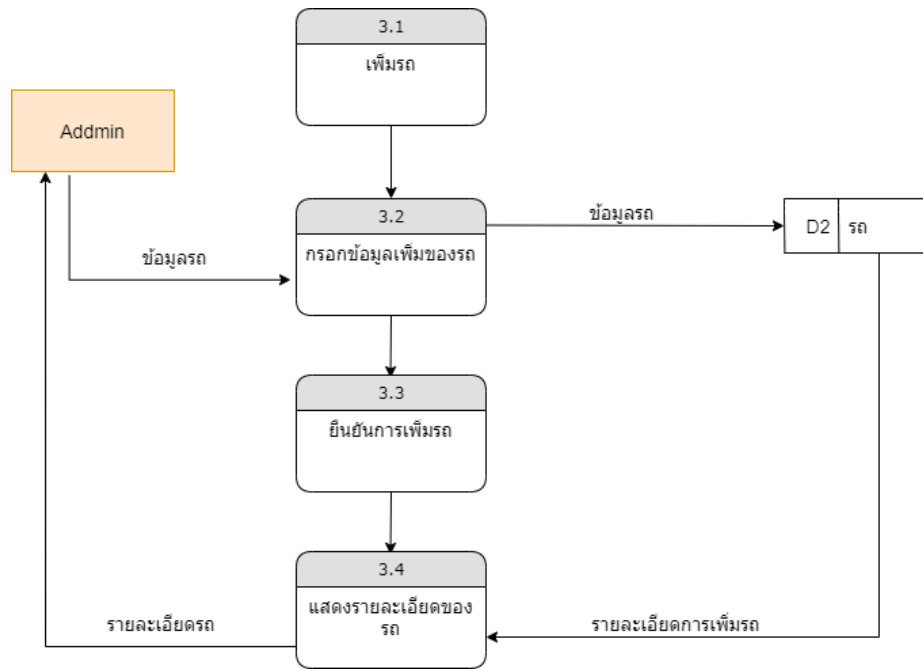 3.1
เพิ่มรถ
Addmin
3.2
กรอกข้อมูลเพิ่มของรถ
ข้อมูลรถ
D2 รถ
ข้อมูลรถ
3.3
ยืนยันการเพิ่มรถ
3.4
แสดงรายละเอียดของ
รถ
รายละเอียดรถ
รายละเอียดการเพิ่มรถ